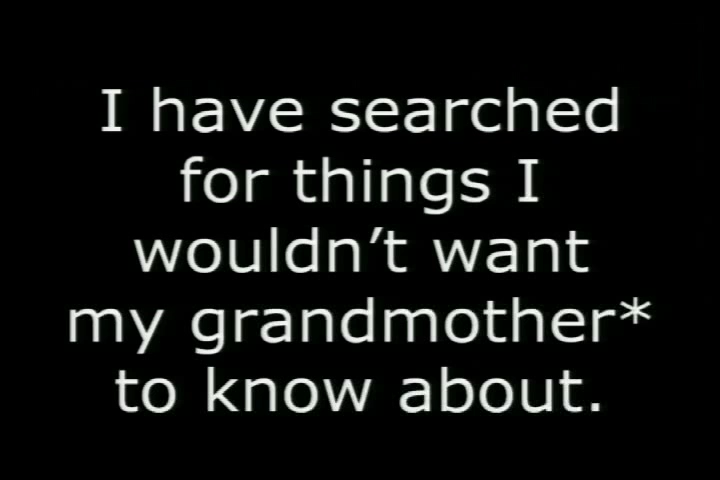 I have searched
for things I
wouldn’t want
my grandmother*
to know about.